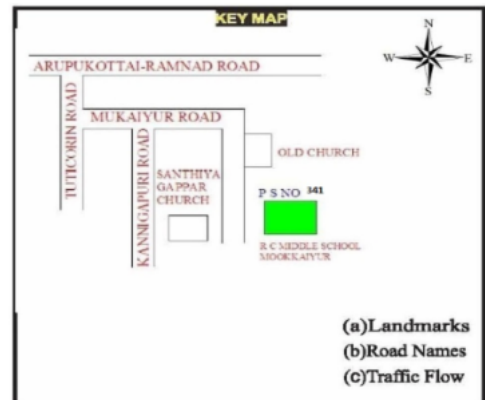 KEY MAP
N
W
E
S
ARUPUKOTTAI-RAMNAD ROAD
TUTICORIN ROAD
MUKAIYUR ROAD
KANNIGAPURI ROAD
SANTHIYA
GAPPAR
CHURCH
OLD CHURCH
P S NO 341
R C MIDDLE SCHOOL
MOOKKAIYUR
(a)Landmarks
(b)Road Names
(c)Traffic Flow